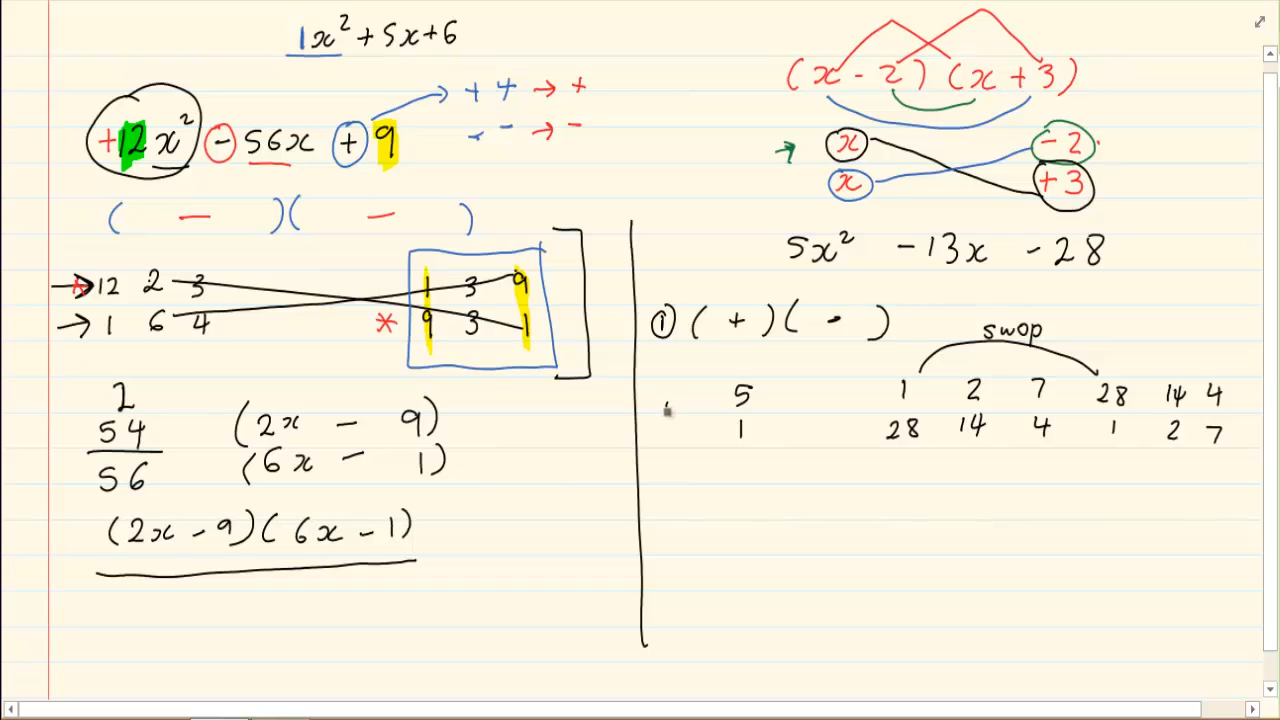 1x² + 5x + 6
+12x² - 56x + 9
+ + → +
- - → -
( - )( - )
12 2 3
1 6 4
* 1 3 9
9 3 1
2
54
56
(2x - 9)
(6x - 1)
(2x - 9)(6x - 1)
(x - 2)(x + 3)
x - 2
x + 3
5x² - 13x - 28
① ( + )( - )
swop
5 1 2 7 28 14 4
1 28 14 4 1 2 7